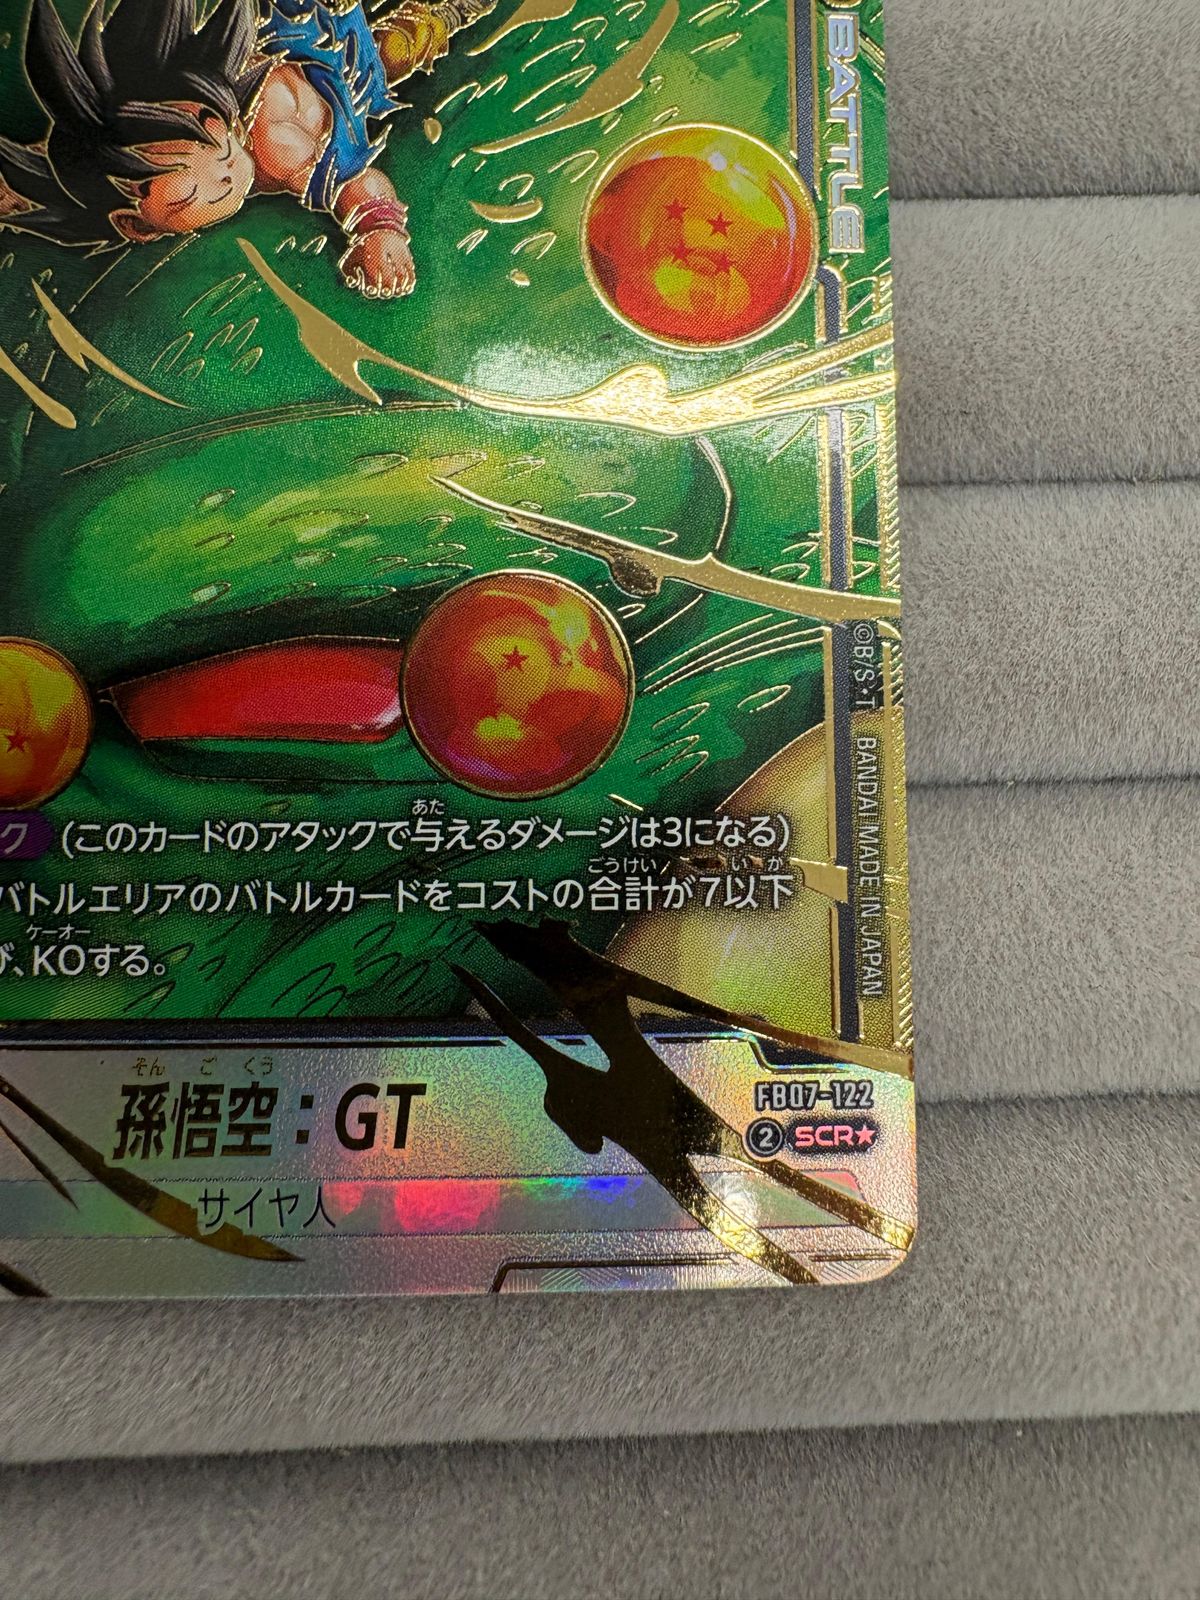 BATTLE
©B/S・T BANDAI MADE IN JAPAN
ク (このカードのアタックで与えるダメージは3になる)
あた
バトルエリアのバトルカードをコストの合計が7以下
ごうけい いか
び、KOする。
ケーオー
そん ご くう
孫悟空:GT
サイヤ人
FB07-122
2 SCR★